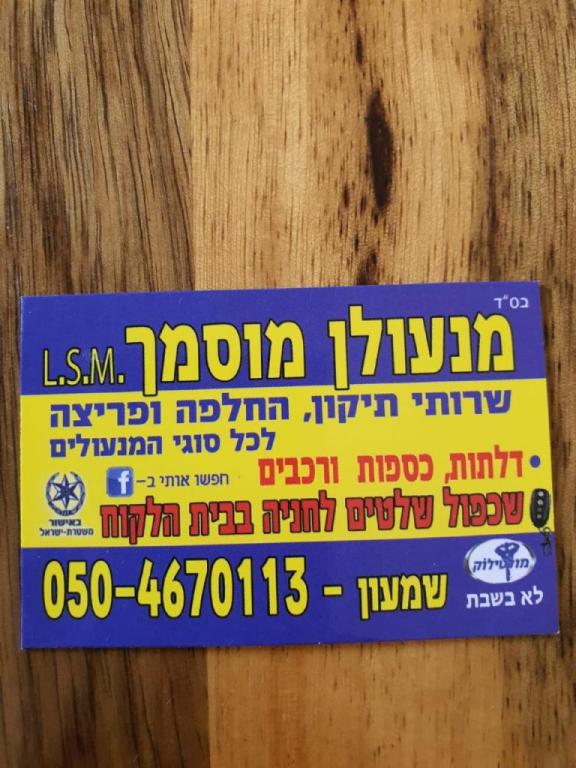 בס"ד
מנעולן מוסמך .L.S.M
שרותי תיקון, החלפה ופריצה
לכל סוגי המנעולים
• דלתות, כספות ורכבים
חפשו אותי ב- f
שכפול שלטים לחניה בבית הלקוח
באישור
משטרת-ישראל
מולטילוק
שמעון - 050-4670113
לא בשבת